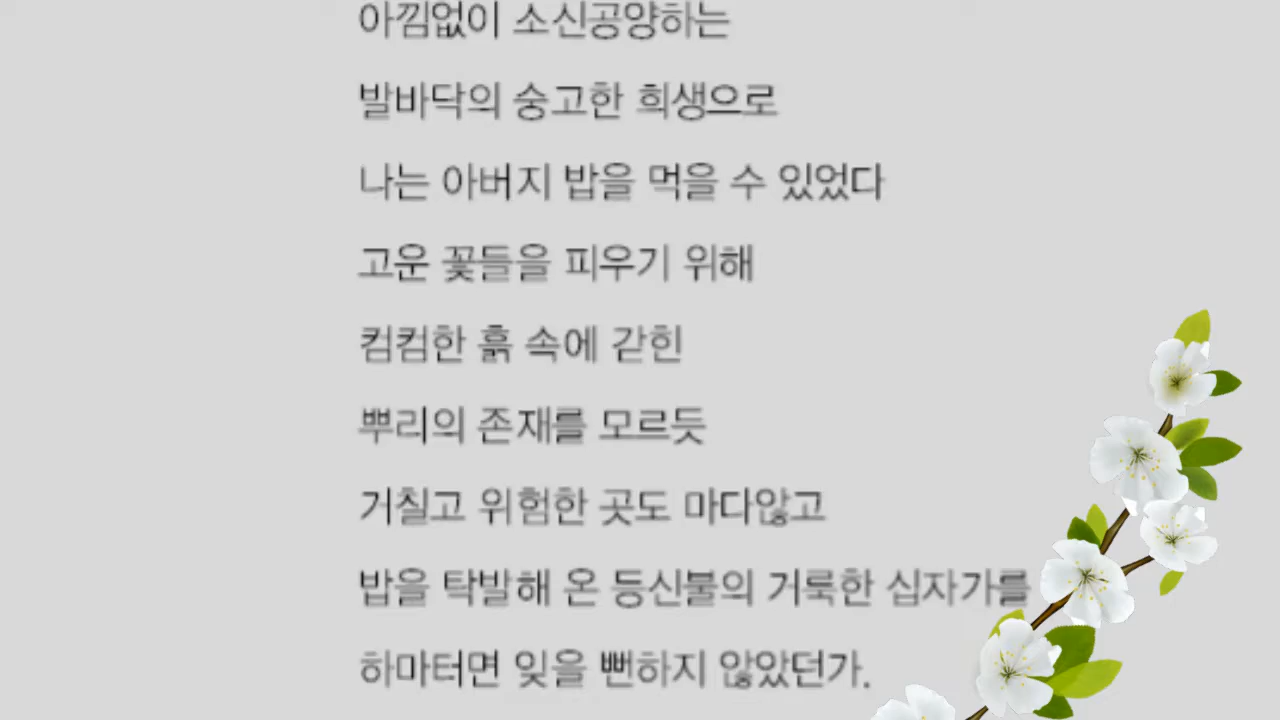 아낌없이 소신공양하는
발바닥의 숭고한 희생으로
나는 아버지 밥을 먹을 수 있었다
고운 꽃들을 피우기 위해
컴컴한 흙 속에 갇힌
뿌리의 존재를 모르듯
거칠고 위험한 곳도 마다않고
밥을 탁발해 온 등신불의 거룩한 십자가를
하마터면 잊을 뻔하지 않았던가.